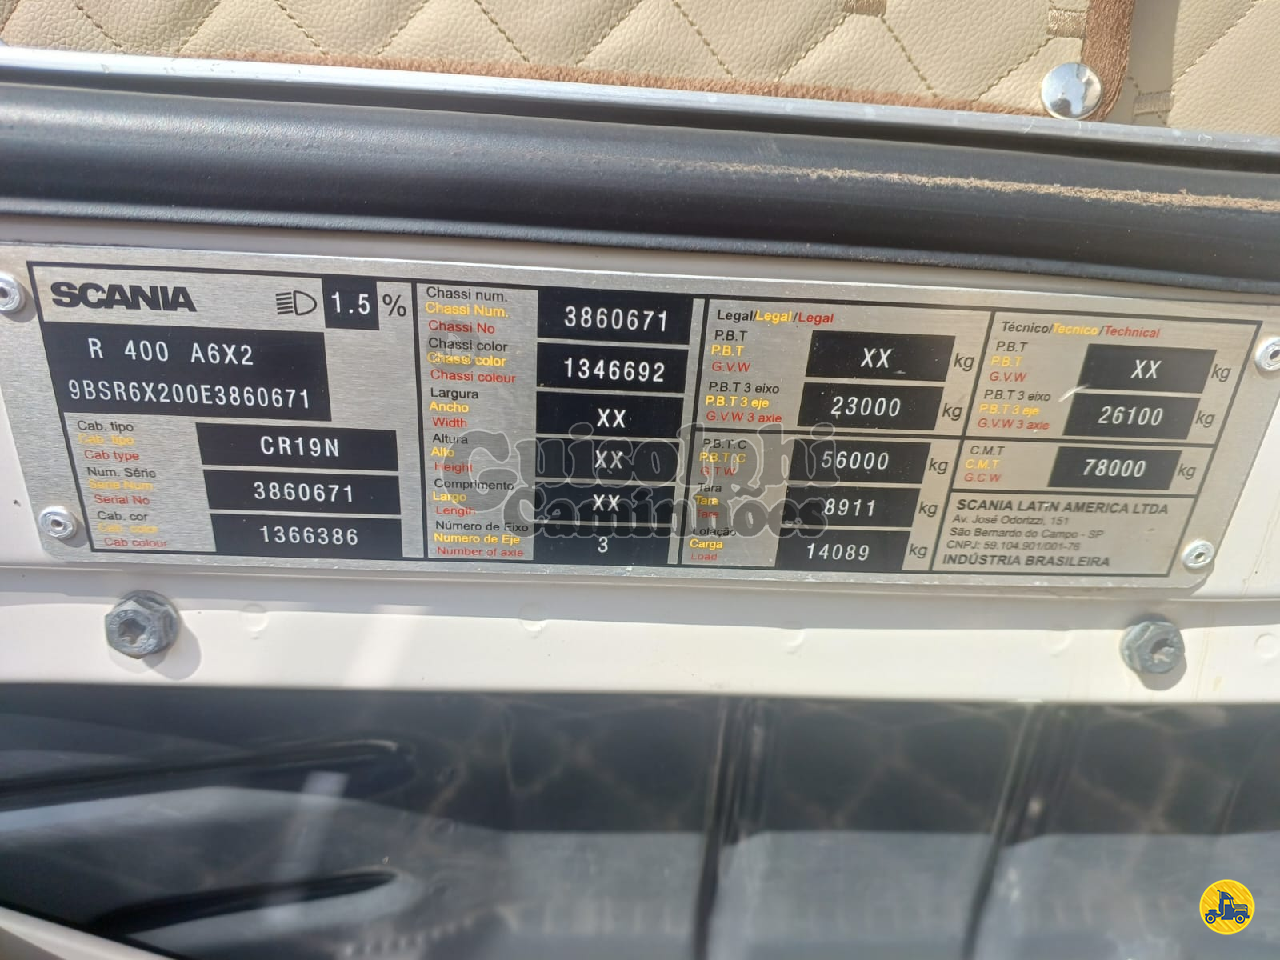 SCANIA 1.5 %
R 400 A6X2
9BSR6X200E3860671
Cab. tipo
Cab. tipo
Cab type
CR19N
Num. Série
Serie Num.
Serial No
3860671
Cab. cor
Cab. color
Cab colour
1366386
Chassi num.
Chassi Num.
Chassi No
3860671
Chassi color
Chassi color
Chassi colour
1346692
Largura
Ancho
Width
XX
Altura
Alto
Height
XX
Comprimento
Largo
Length
XX
Número de Eixo
Numero de Eje
Number of axle
3
Legal/Legal/Legal
P.B.T
P.B.T
G.V.W
XX kg
P.B.T 3 eixo
P.B.T 3 eje
G.V.W 3 axle
23000 kg
P.B.T.C
P.B.T.C
G.T.W
56000 kg
Tara
Tara
Tare
8911 kg
Lotação
Carga
Load
14089 kg
Técnico/Tecnico/Technical
P.B.T
P.B.T
G.V.W
XX kg
P.B.T 3 eixo
P.B.T 3 eje
G.V.W 3 axle
26100 kg
C.M.T
C.M.T
G.C.W
78000 kg
SCANIA LATIN AMERICA LTDA
Av. José Odorizzi, 151
São Bernardo do Campo - SP
CNPJ: 59.104.901/001-76
INDÚSTRIA BRASILEIRA
Guisolphi
Caminhões